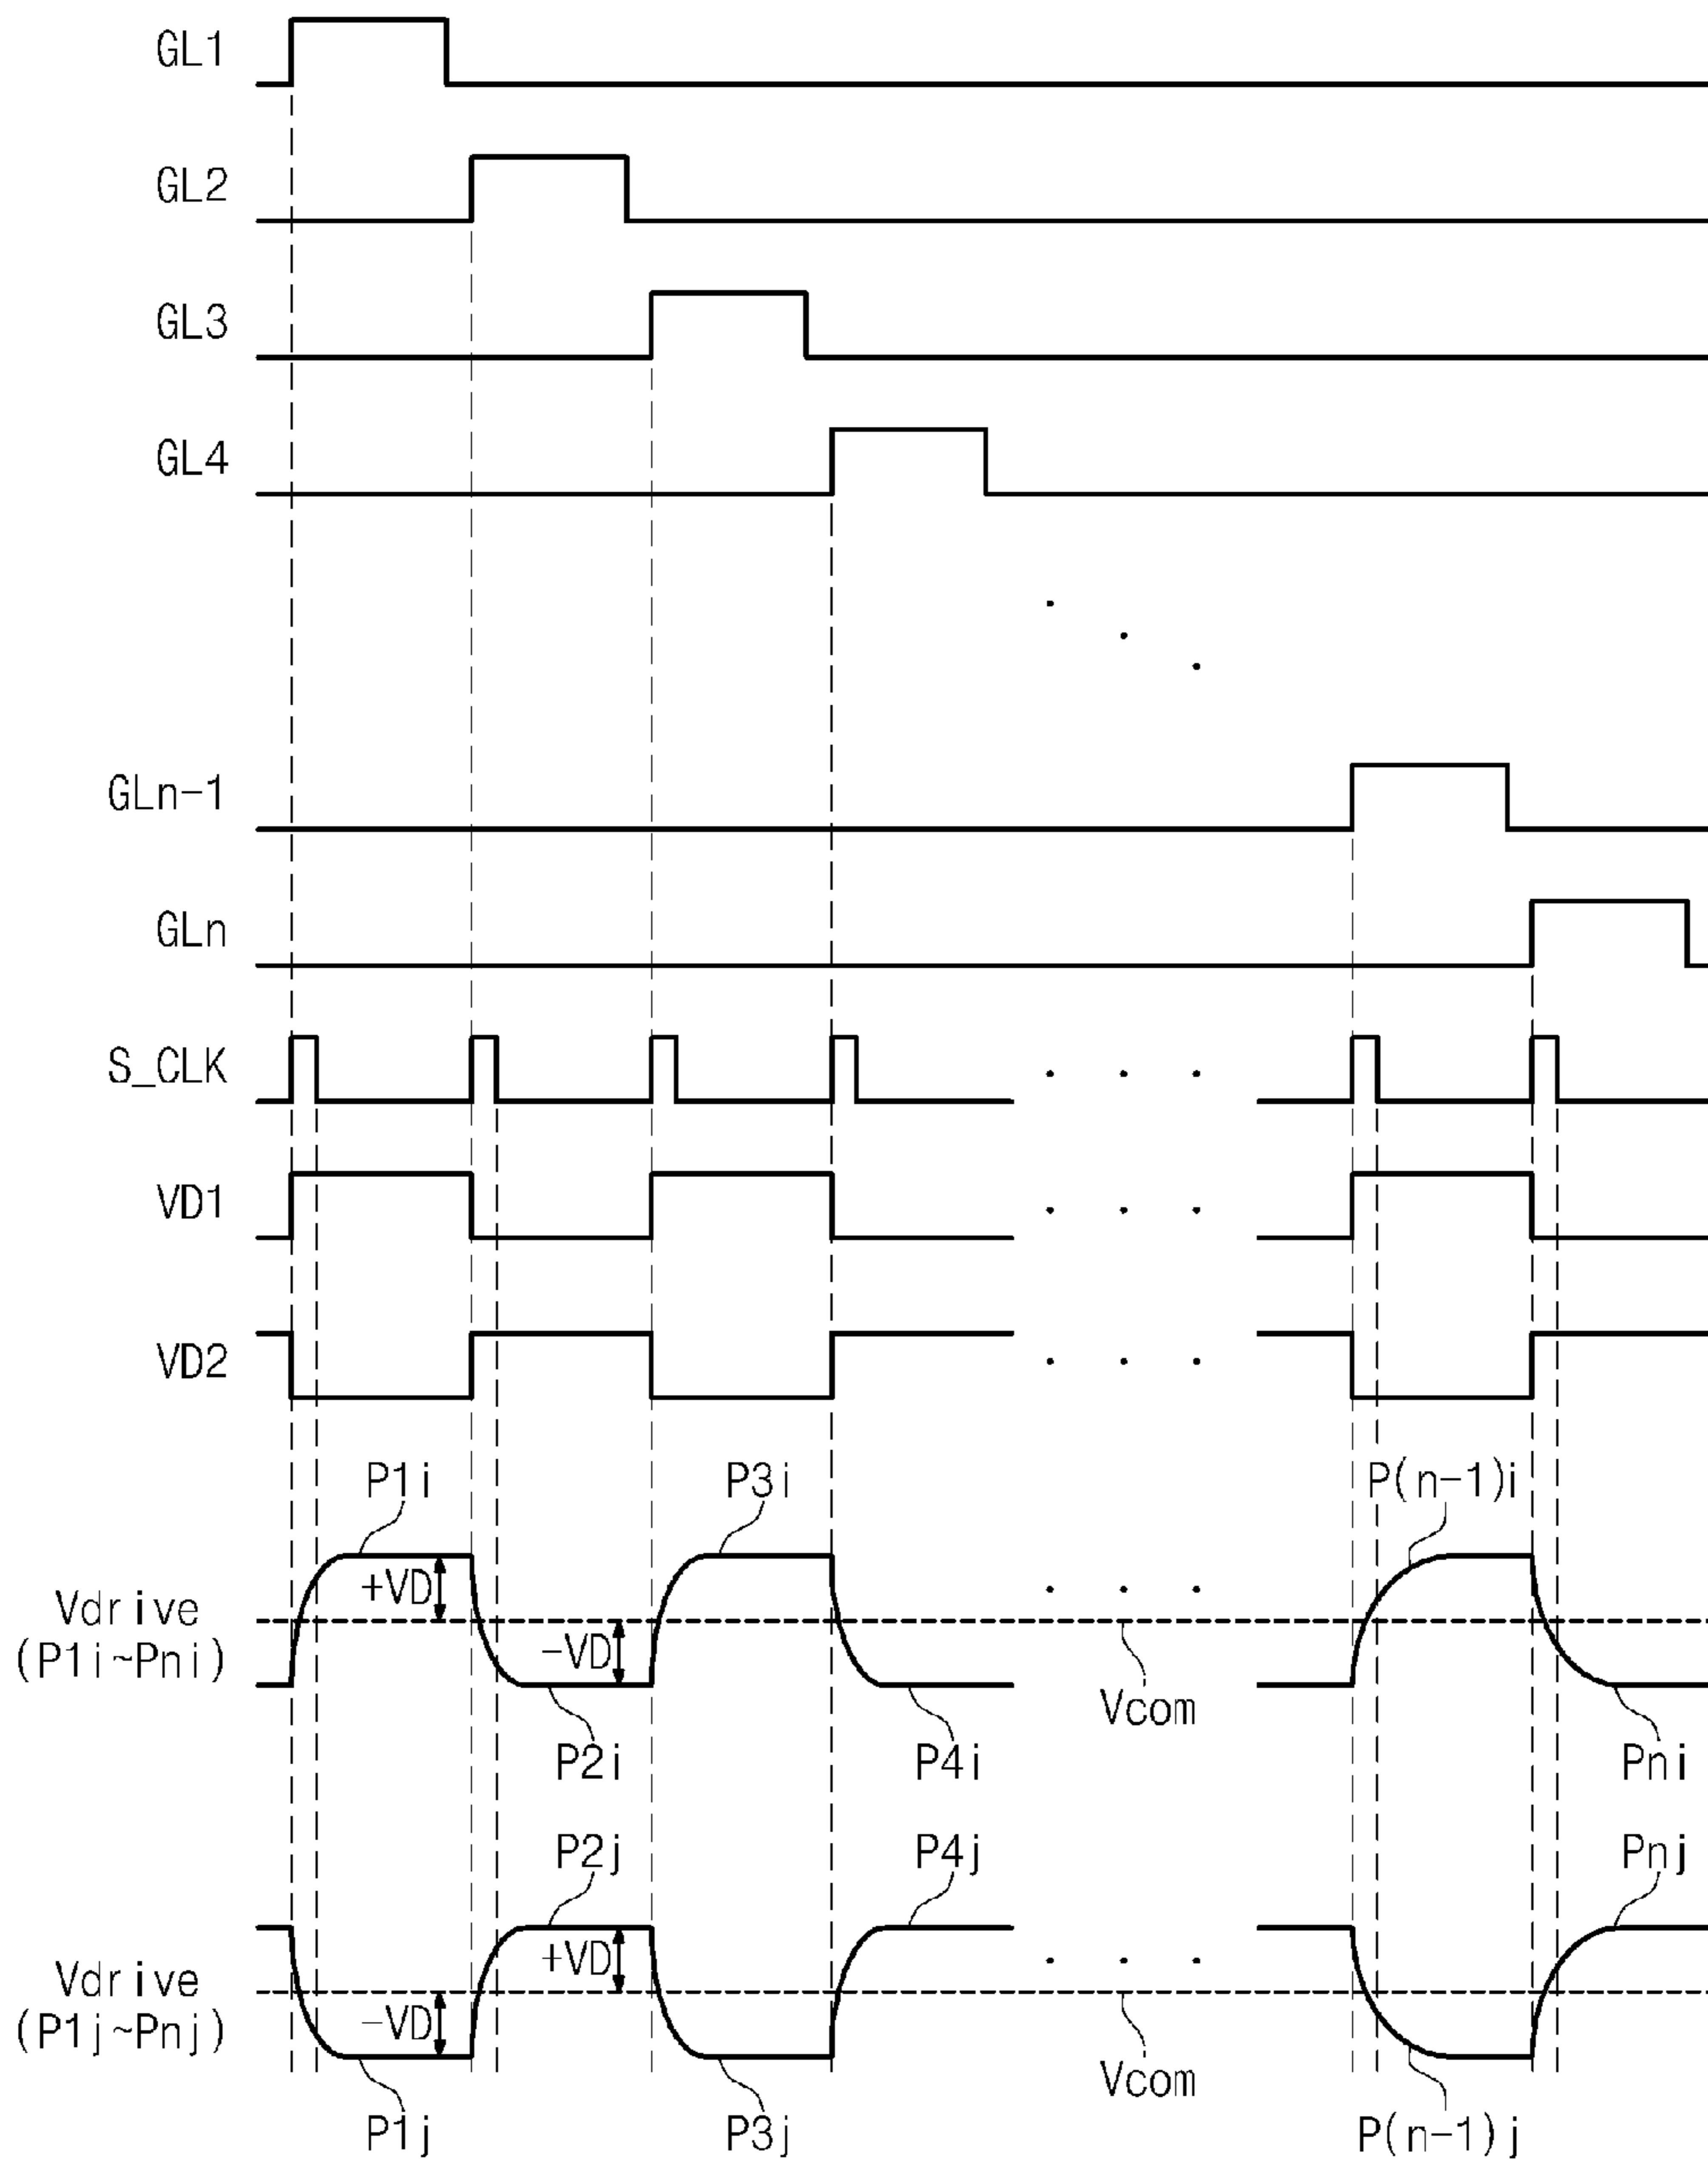 GL1
GL2
GL3
GL4
GLn-1
GLn
S_CLK
VD1
VD2
P1i
P3i
P(n-1)i
+VD
Vdrive
(P1i~Pni)
-VD
Vcom
P2i
P4i
Pni
P2j
P4j
Pnj
+VD
Vdrive
(P1j~Pnj)
-VD
Vcom
P1j
P3j
P(n-1)j